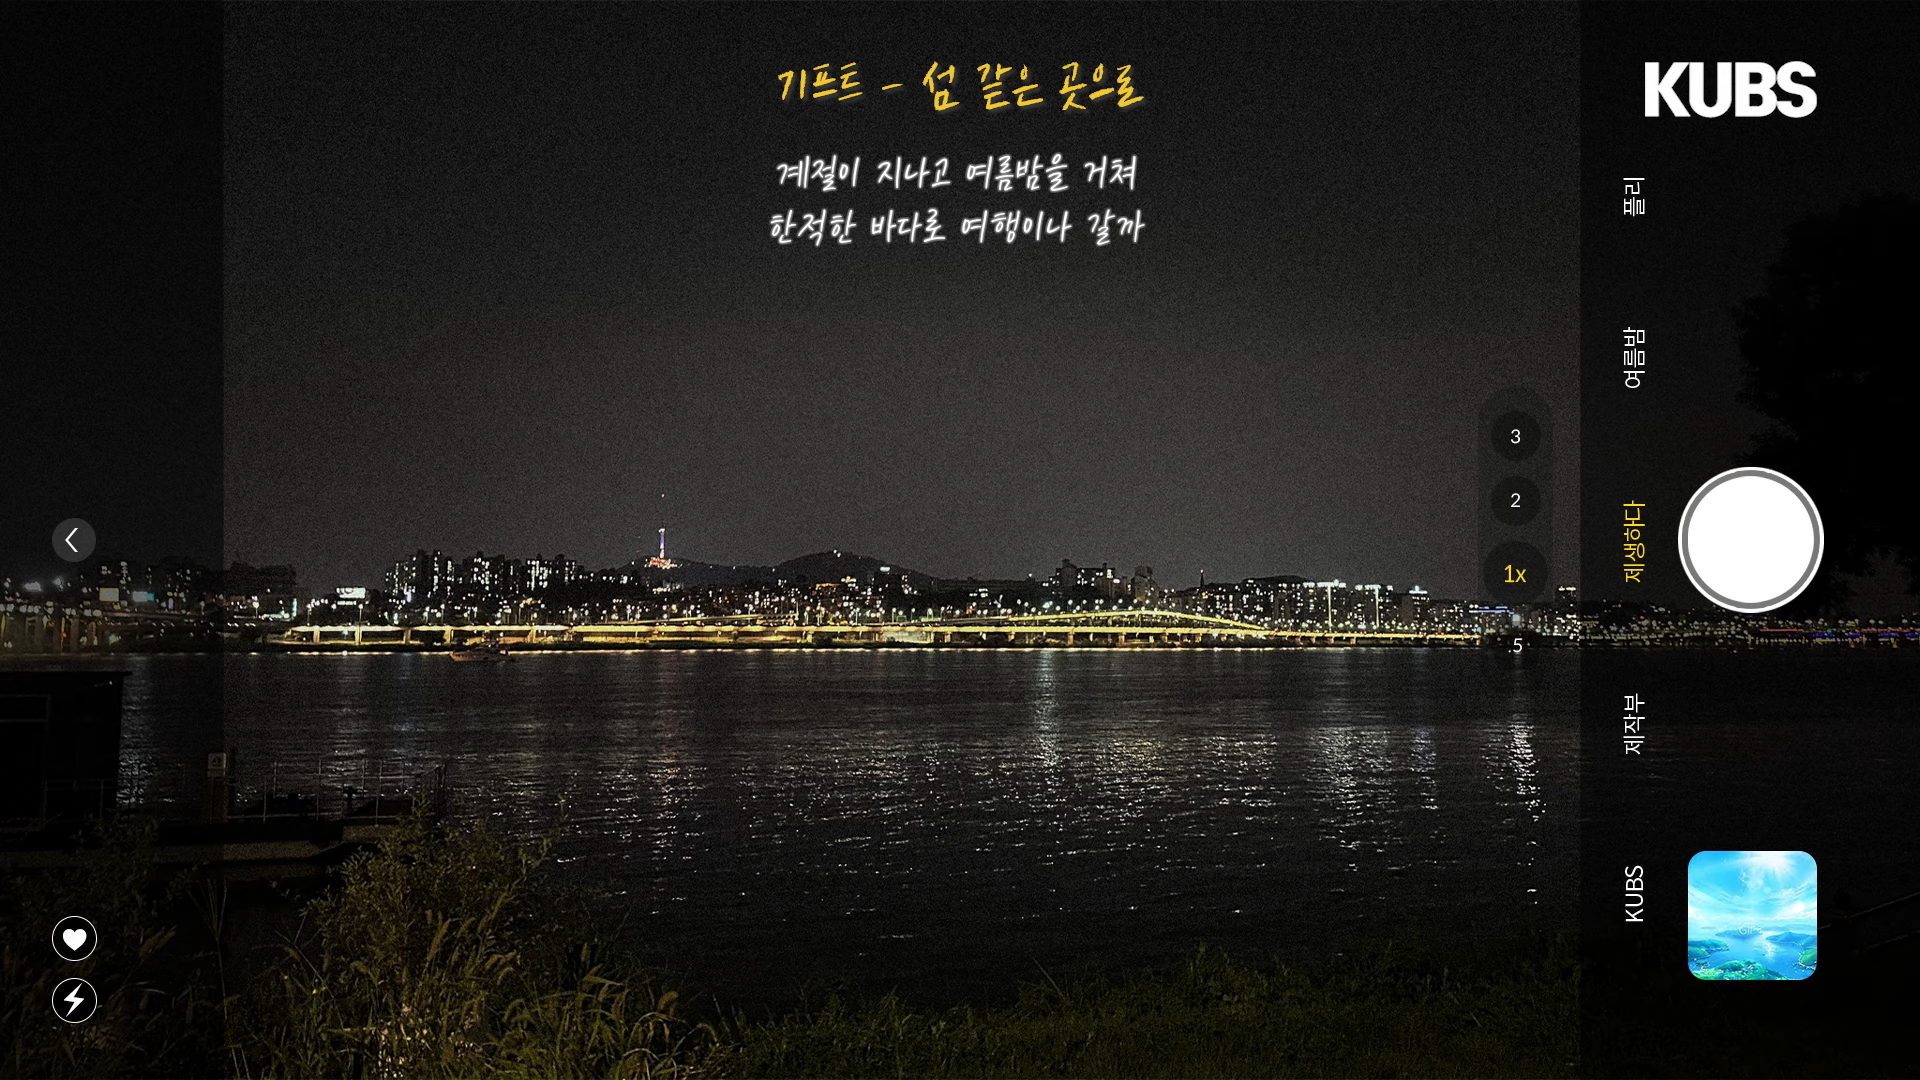 기프트 - 섬 같은 곳으로
계절이 지나고 여름밤을 거쳐
한적한 바다로 여행이나 갈까
KUBS
플리
여름밤
제생하다
제작부
KUBS
3
2
1x
.5